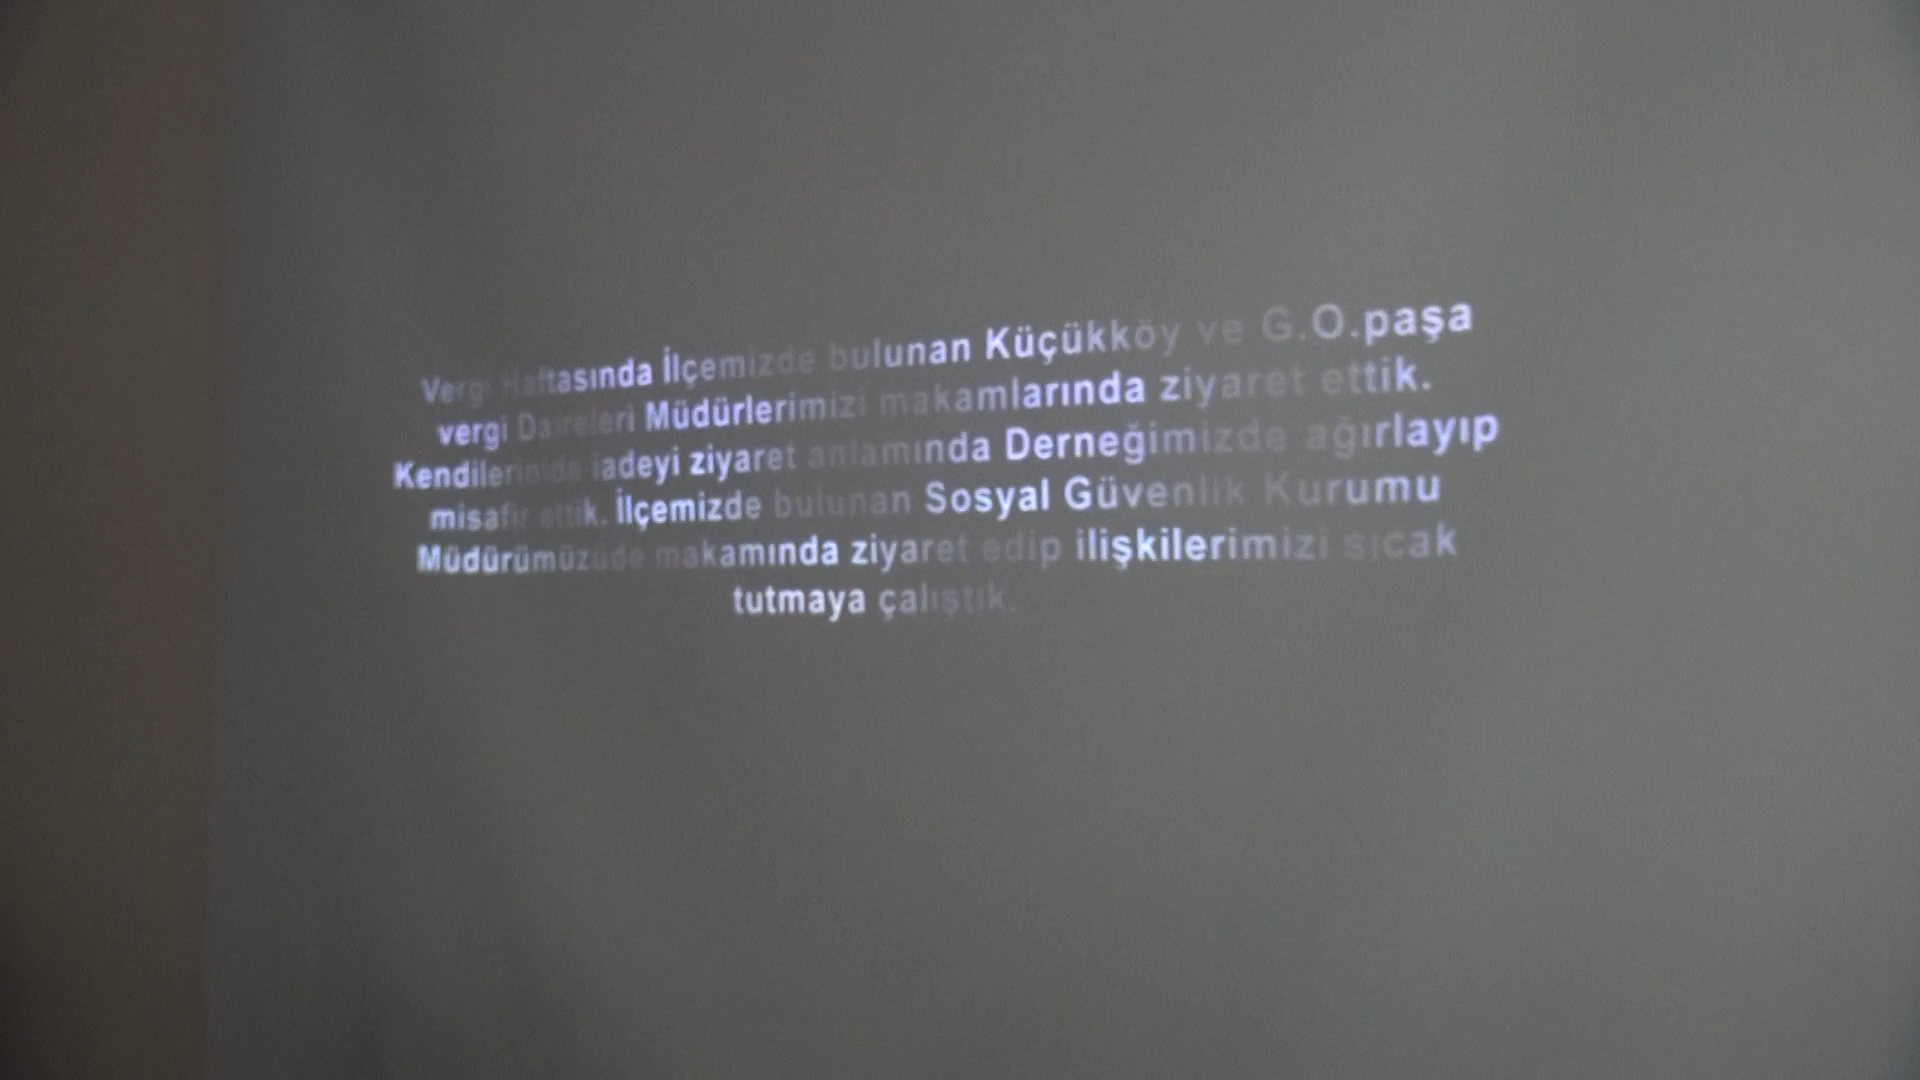 Vergi Haftasında İlçemizde bulunan Küçükköy ve G.O.paşa
vergi Daireleri Müdürlerimizi makamlarında ziyaret ettik.
Kendilerinide iadeyi ziyaret anlamında Derneğimizde ağırlayıp
misafir ettik. İlçemizde bulunan Sosyal Güvenlik Kurumu
Müdürümüzüde makamında ziyaret edip ilişkilerimizi sıcak
tutmaya çalıştık.